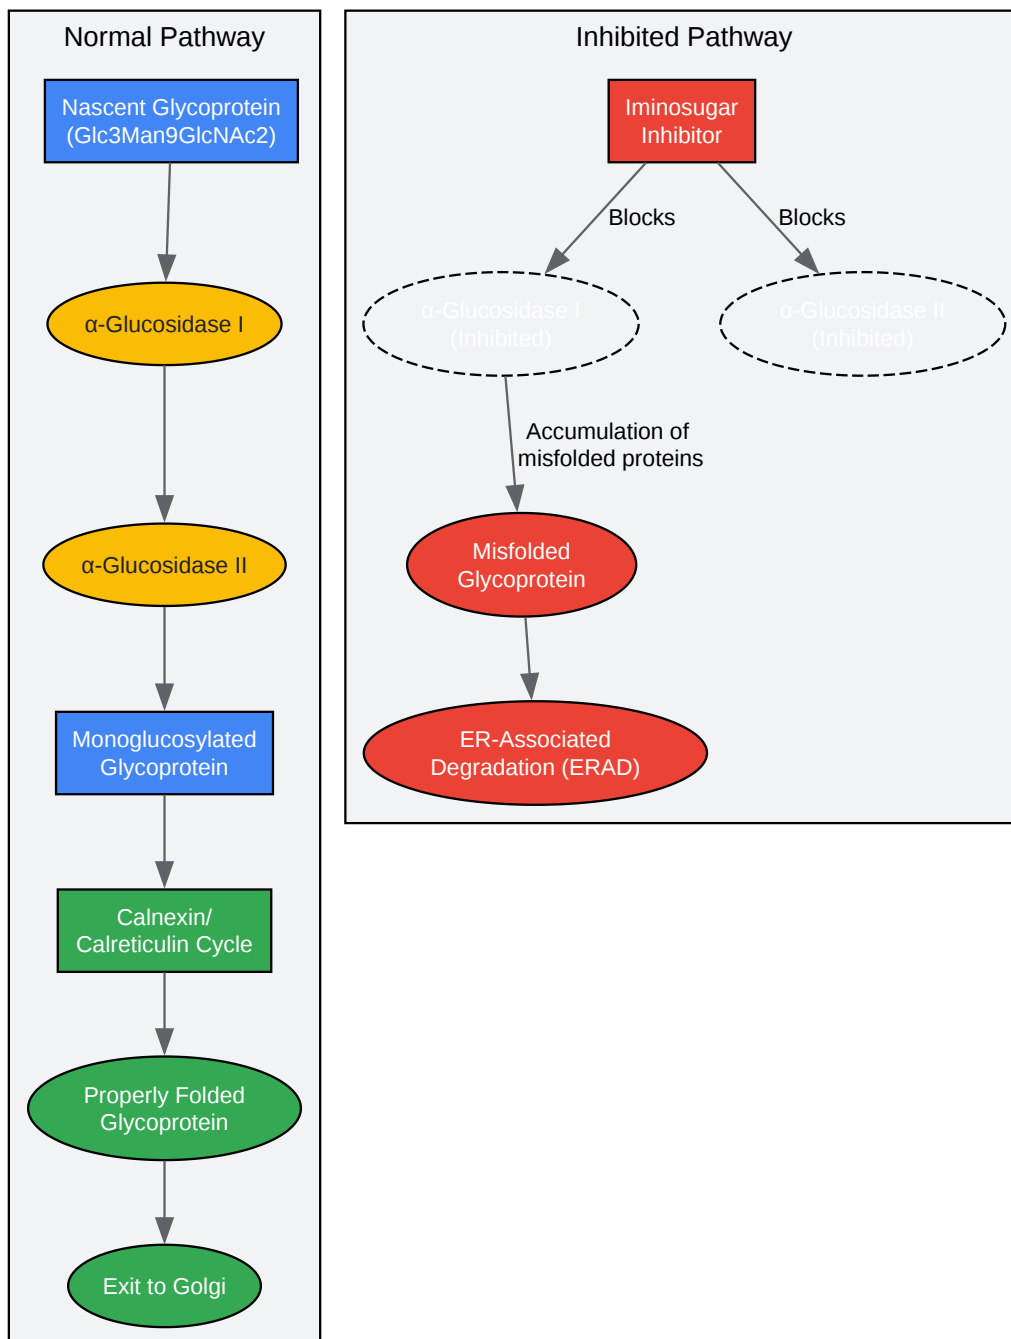 Normal Pathway
Nascent Glycoprotein
(Glc3Man9GlcNAc2)
α-Glucosidase I
α-Glucosidase II
Monoglucosylated
Glycoprotein
Calnexin/
Calreticulin Cycle
Properly Folded
Glycoprotein
Exit to Golgi
Inhibited Pathway
Iminosugar
Inhibitor
Blocks
Blocks
α-Glucosidase I
(Inhibited)
α-Glucosidase II
(Inhibited)
Accumulation of
misfolded proteins
Misfolded
Glycoprotein
ER-Associated
Degradation (ERAD)